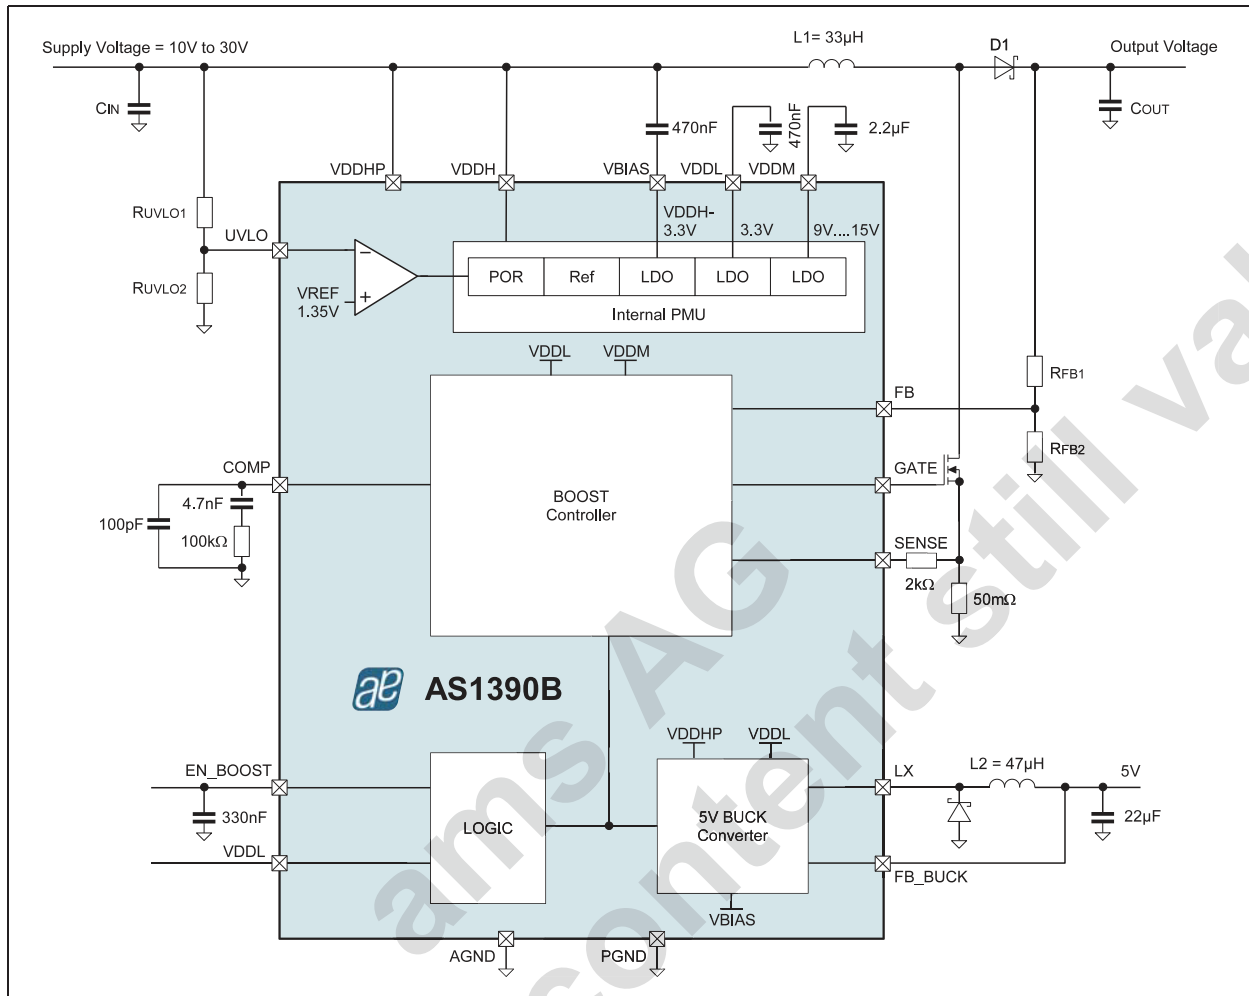 L1= 33µH
Supply Voltage = 10V to 30V
D1
Output Voltage
CIN
470nF
470nF
2.2µF
COUT
VDDHP
VDDH
VBIAS
VDDL
VDDM
RUVLO1
VDDH-
3.3V
3.3V
9V....15V
UVLO
POR
Ref
LDO
LDO
LDO
RUVLO2
VREF
1.35V
Internal PMU
VDDL
VDDM
RFB1
FB
RFB2
COMP
GATE
4.7nF
100pF
100kΩ
BOOST
Controller
SENSE
2kΩ
50mΩ
ae AS1390B
VDDHP
VDDL
EN_BOOST
LX
L2 = 47µH
5V
330nF
LOGIC
5V BUCK
Converter
22µF
VDDL
FB_BUCK
VBIAS
AGND
PGND
ams AG
content still val